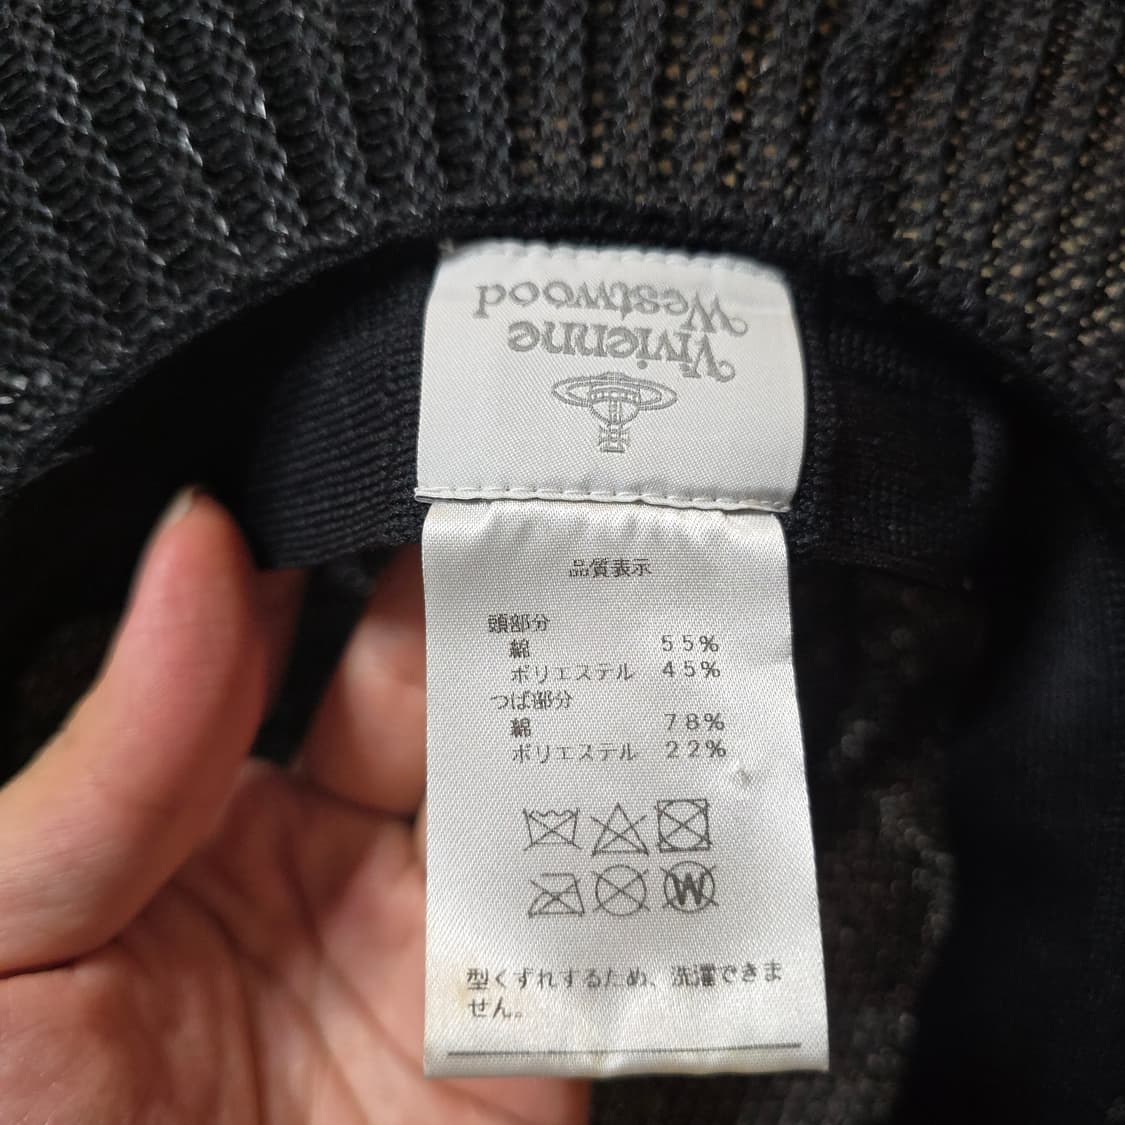 Vivienne
Westwood
品質表示
頭部分
綿 55%
ポリエステル 45%
つば部分
綿 78%
ポリエステル 22%
W
型くずれするため、洗濯できま
せん。